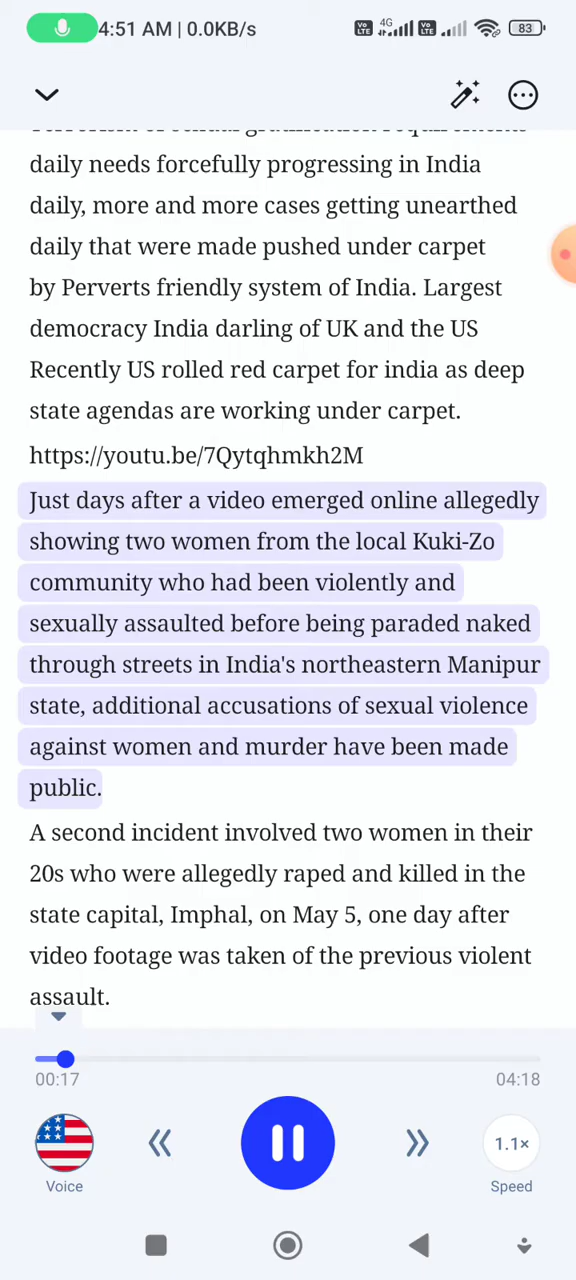 4:51 AM | 0.0KB/s
Vo LTE 4G Vo LTE 83
daily needs forcefully progressing in India
daily, more and more cases getting unearthed
daily that were made pushed under carpet
by Perverts friendly system of India. Largest
democracy India darling of UK and the US
Recently US rolled red carpet for india as deep
state agendas are working under carpet.
https://youtu.be/7Qytqhmkh2M
Just days after a video emerged online allegedly
showing two women from the local Kuki-Zo
community who had been violently and
sexually assaulted before being paraded naked
through streets in India's northeastern Manipur
state, additional accusations of sexual violence
against women and murder have been made
public.
A second incident involved two women in their
20s who were allegedly raped and killed in the
state capital, Imphal, on May 5, one day after
video footage was taken of the previous violent
assault.
00:17
04:18
1.1×
Voice
Speed